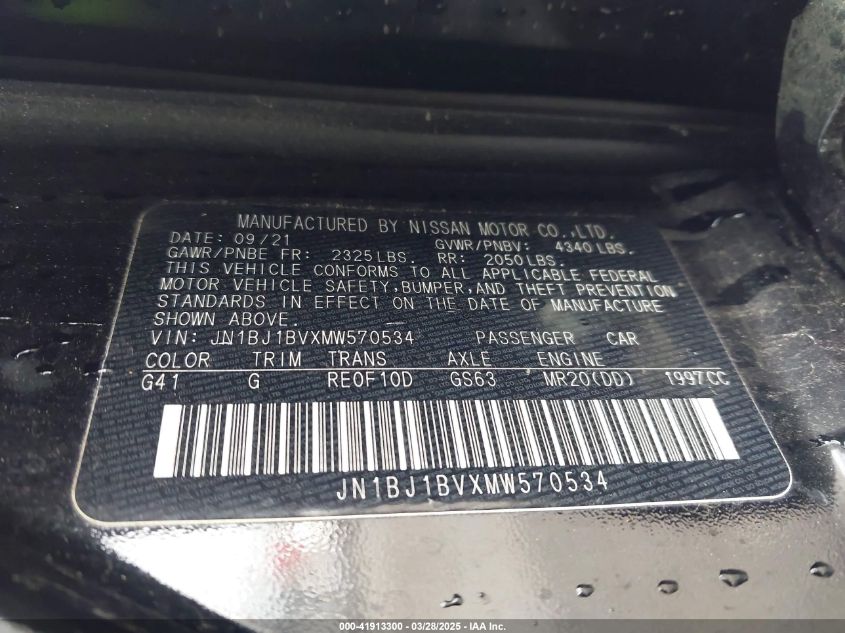 MANUFACTURED BY NISSAN MOTOR CO.,LTD.
DATE: 09/21 GVWR/PNBV: 4340 LBS.
GAWR/PNBE FR: 2325 LBS. RR: 2050 LBS.
THIS VEHICLE CONFORMS TO ALL APPLICABLE FEDERAL
MOTOR VEHICLE SAFETY, BUMPER, AND THEFT PREVENTION
STANDARDS IN EFFECT ON THE DATE OF MANUFACTURE
SHOWN ABOVE.
VIN: JN1BJ1BVXMW570534 PASSENGER CAR
COLOR TRIM TRANS AXLE ENGINE
G41 G RE0F10D GS63 MR20(DD) 1997CC
JN1BJ1BVXMW570534
000-41913300 — 03/28/2025 — IAA Inc.